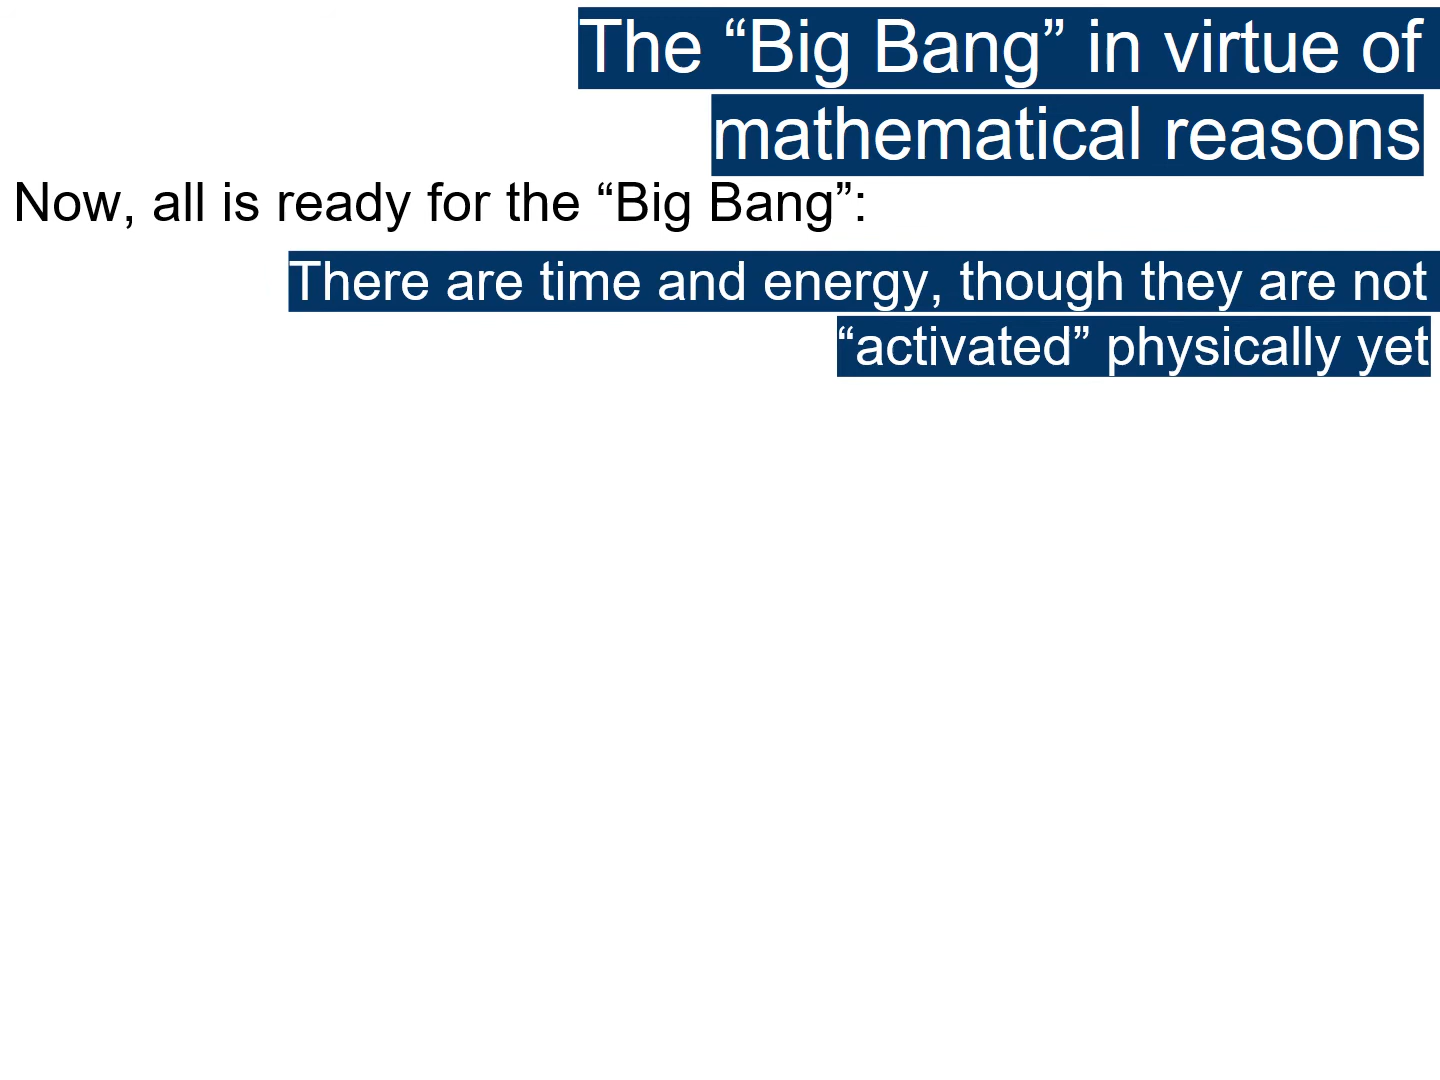 The “Big Bang” in virtue of
mathematical reasons
Now, all is ready for the “Big Bang”:
There are time and energy, though they are not
“activated” physically yet